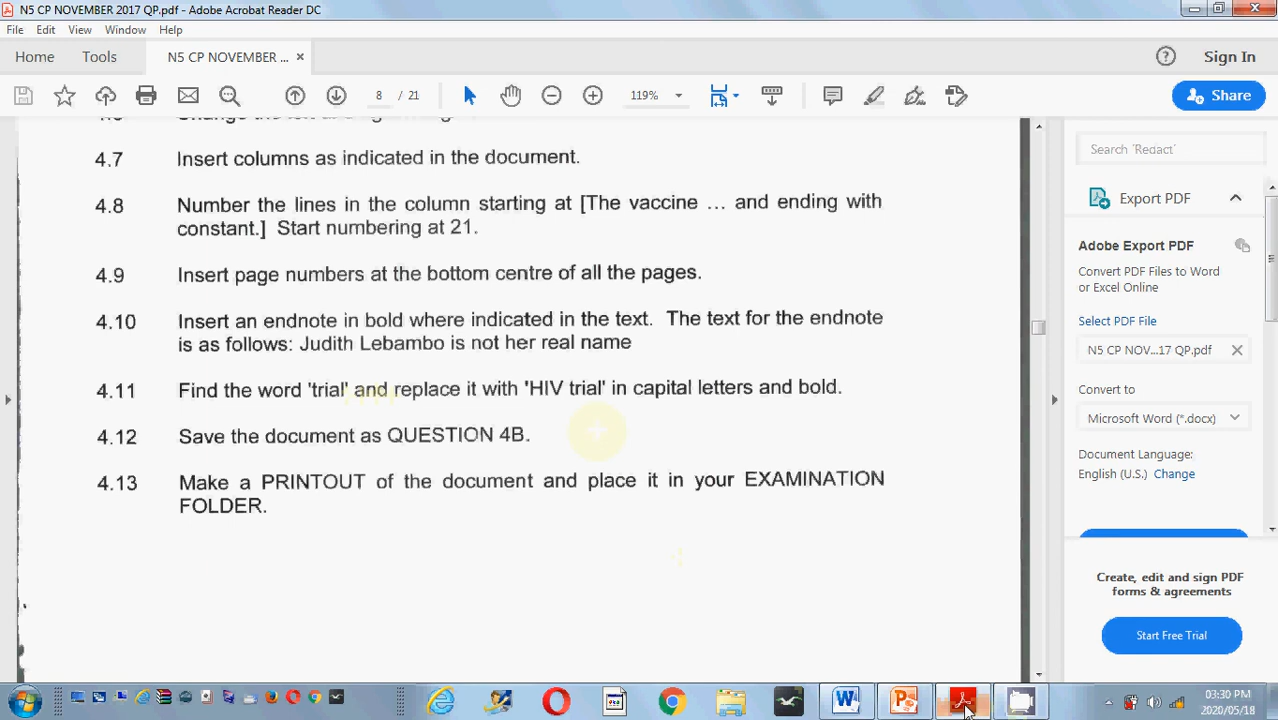 N5 CP NOVEMBER 2017 QP.pdf - Adobe Acrobat Reader DC
File Edit View Window Help
Home Tools N5 CP NOVEMBER ... × Sign In
8 / 21 119% Share
4.7 Insert columns as indicated in the document.
4.8 Number the lines in the column starting at [The vaccine … and ending with
constant.] Start numbering at 21.
4.9 Insert page numbers at the bottom centre of all the pages.
4.10 Insert an endnote in bold where indicated in the text. The text for the endnote
is as follows: Judith Lebambo is not her real name
4.11 Find the word 'trial' and replace it with 'HIV trial' in capital letters and bold.
4.12 Save the document as QUESTION 4B.
4.13 Make a PRINTOUT of the document and place it in your EXAMINATION
FOLDER.
Search 'Redact'
Export PDF
Adobe Export PDF
Convert PDF Files to Word
or Excel Online
Select PDF File
N5 CP NOV...17 QP.pdf
Convert to
Microsoft Word (*.docx)
Document Language:
English (U.S.) Change
Create, edit and sign PDF
forms & agreements
Start Free Trial
03:30 PM
2020/05/18